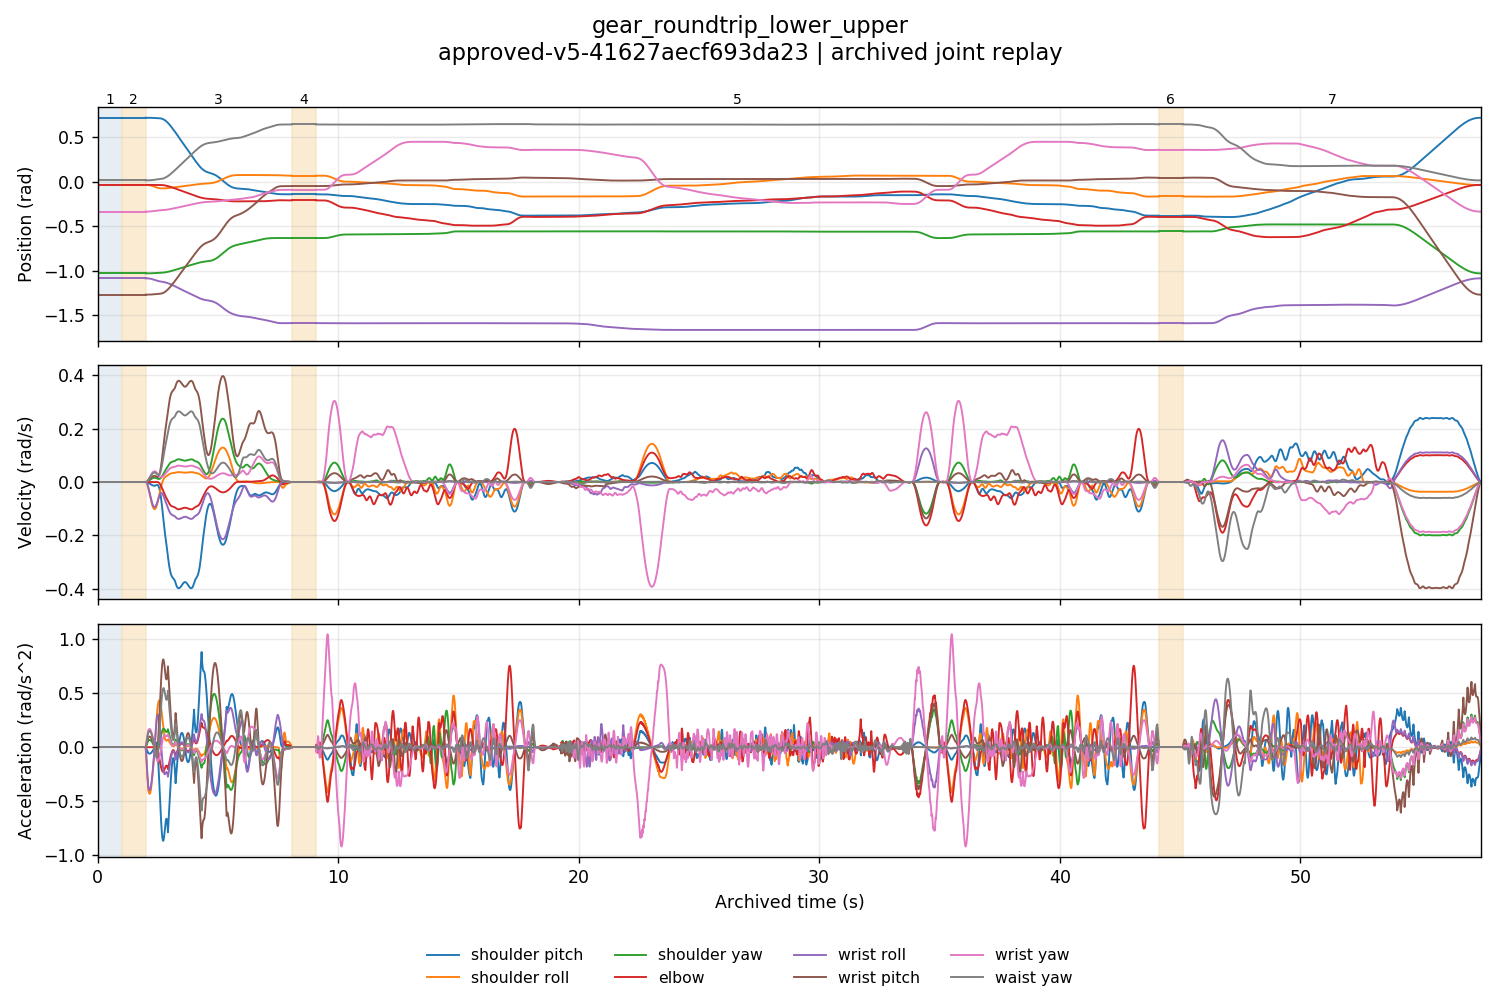 gear_roundtrip_lower_upper
approved-v5-41627aecf693da23 | archived joint replay
1 2 3 4 5 6 7
Position (rad)
0.5
0.0
−0.5
−1.0
−1.5
Velocity (rad/s)
0.4
0.2
0.0
−0.2
−0.4
Acceleration (rad/s^2)
1.0
0.5
0.0
−0.5
−1.0
0 10 20 30 40 50
Archived time (s)
shoulder pitch shoulder yaw wrist roll wrist yaw
shoulder roll elbow wrist pitch waist yaw